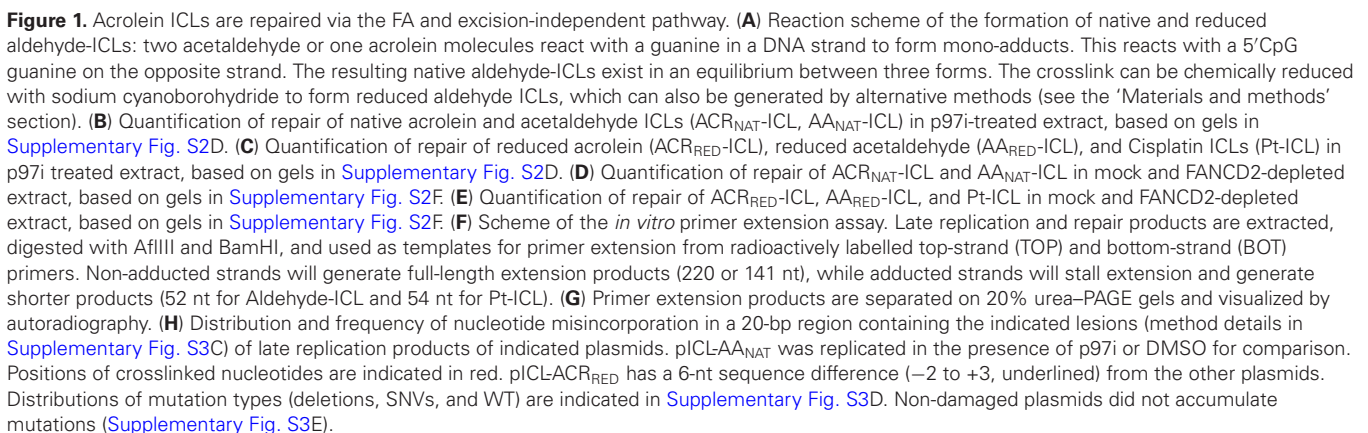 Figure 1. Acrolein ICLs are repaired via the FA and excision-independent pathway. (A) Reaction scheme of the formation of native and reduced
aldehyde-ICLs: two acetaldehyde or one acrolein molecules react with a guanine in a DNA strand to form mono-adducts. This reacts with a 5′CpG
guanine on the opposite strand. The resulting native aldehyde-ICLs exist in an equilibrium between three forms. The crosslink can be chemically reduced
with sodium cyanoborohydride to form reduced aldehyde ICLs, which can also be generated by alternative methods (see the ‘Materials and methods’
section). (B) Quantification of repair of native acrolein and acetaldehyde ICLs (ACRNAT-ICL, AANAT-ICL) in p97i-treated extract, based on gels in
Supplementary Fig. S2D. (C) Quantification of repair of reduced acrolein (ACRRED-ICL), reduced acetaldehyde (AARED-ICL), and Cisplatin ICLs (Pt-ICL) in
p97i treated extract, based on gels in Supplementary Fig. S2D. (D) Quantification of repair of ACRNAT-ICL and AANAT-ICL in mock and FANCD2-depleted
extract, based on gels in Supplementary Fig. S2F. (E) Quantification of repair of ACRRED-ICL, AARED-ICL, and Pt-ICL in mock and FANCD2-depleted
extract, based on gels in Supplementary Fig. S2F. (F) Scheme of the in vitro primer extension assay. Late replication and repair products are extracted,
digested with AflIII and BamHI, and used as templates for primer extension from radioactively labelled top-strand (TOP) and bottom-strand (BOT)
primers. Non-adducted strands will generate full-length extension products (220 or 141 nt), while adducted strands will stall extension and generate
shorter products (52 nt for Aldehyde-ICL and 54 nt for Pt-ICL). (G) Primer extension products are separated on 20% urea–PAGE gels and visualized by
autoradiography. (H) Distribution and frequency of nucleotide misincorporation in a 20-bp region containing the indicated lesions (method details in
Supplementary Fig. S3C) of late replication products of indicated plasmids. pICL-AANAT was replicated in the presence of p97i or DMSO for comparison.
Positions of crosslinked nucleotides are indicated in red. pICL-ACRRED has a 6-nt sequence difference (−2 to +3, underlined) from the other plasmids.
Distributions of mutation types (deletions, SNVs, and WT) are indicated in Supplementary Fig. S3D. Non-damaged plasmids did not accumulate
mutations (Supplementary Fig. S3E).